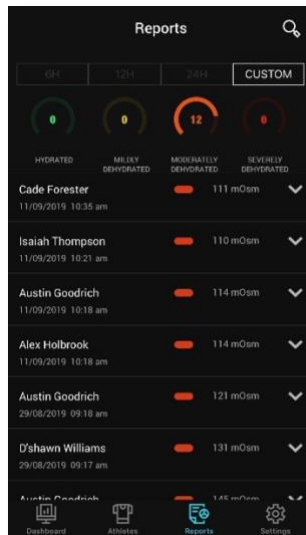 Reports
6H 12H 24H CUSTOM
0 0 12 0
HYDRATED MILDLY DEHYDRATED MODERATELY DEHYDRATED SEVERELY DEHYDRATED
Cade Forester 111 mOsm
11/09/2019 10:35 am
Isaiah Thompson 110 mOsm
11/09/2019 10:21 am
Austin Goodrich 114 mOsm
11/09/2019 10:18 am
Alex Holbrook 114 mOsm
11/09/2019 10:18 am
Austin Goodrich 121 mOsm
29/08/2019 09:18 am
D'shawn Williams 131 mOsm
29/08/2019 09:17 am
Austin Goodrich 145 mOsm
Dashboard Athletes Reports Settings